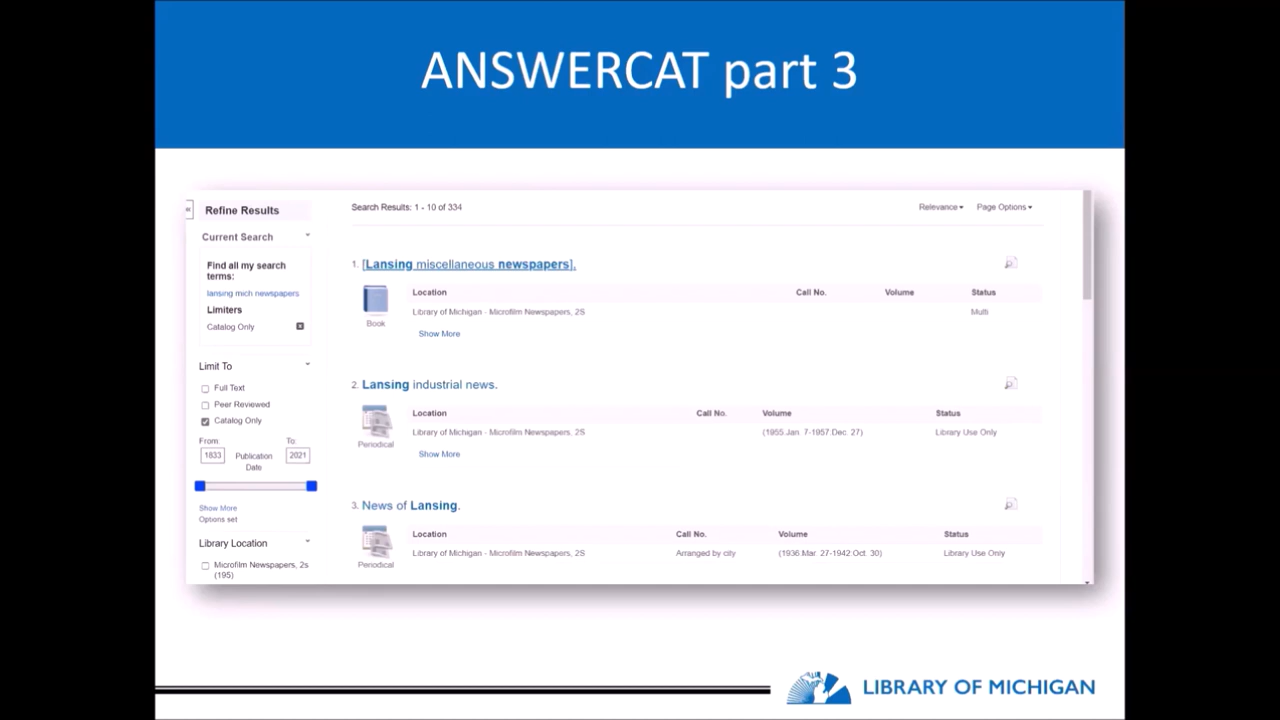 ANSWERCAT part 3
«
Refine Results
Current Search
Find all my search
terms:
lansing mich newspapers
Limiters
Catalog Only
Limit To
Full Text
Peer Reviewed
Catalog Only
From: To:
1833 Publication 2021
Date
Show More
Options set
Library Location
Microfilm Newspapers, 2s
(195)
Search Results: 1 - 10 of 334
Relevance Page Options
1. [Lansing miscellaneous newspapers].
Location Call No. Volume Status
Library of Michigan - Microfilm Newspapers, 2S Multi
Book
Show More
2. Lansing industrial news.
Location Call No. Volume Status
Library of Michigan - Microfilm Newspapers, 2S (1955:Jan. 7-1957:Dec. 27) Library Use Only
Periodical
Show More
3. News of Lansing.
Location Call No. Volume Status
Library of Michigan - Microfilm Newspapers, 2S Arranged by city (1936:Mar. 27-1942:Oct. 30) Library Use Only
Periodical
LIBRARY OF MICHIGAN